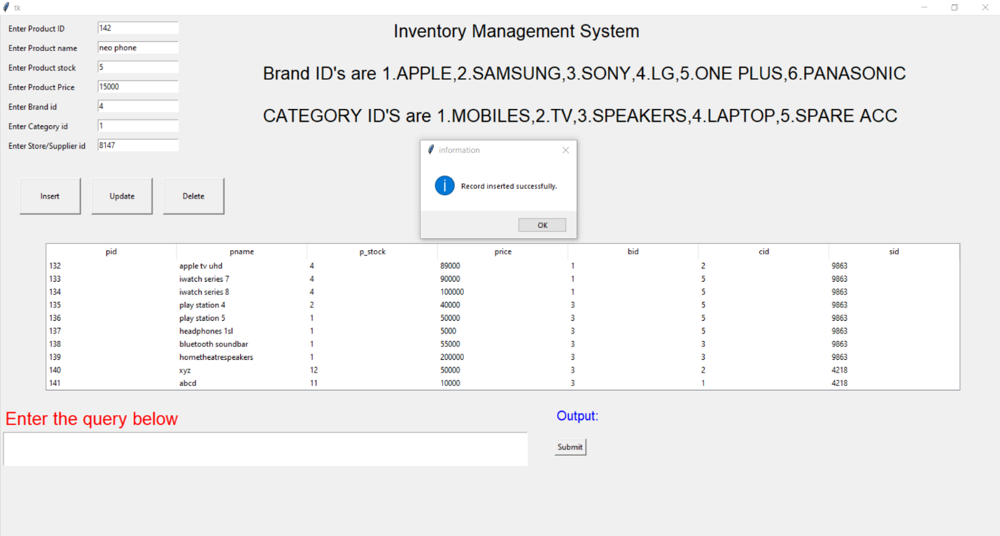 tk
Enter Product ID 142
Enter Product name neo phone
Enter Product stock 5
Enter Product Price 15000
Enter Brand id 4
Enter Category id 1
Enter Store/Supplier id 8147
Inventory Management System
Brand ID's are 1.APPLE,2.SAMSUNG,3.SONY,4.LG,5.ONE PLUS,6.PANASONIC
CATEGORY ID'S are 1.MOBILES,2.TV,3.SPEAKERS,4.LAPTOP,5.SPARE ACC
Insert Update Delete
information
Record inserted successfully.
OK
pid pname p_stock price bid cid sid
132 apple tv uhd 4 89000 1 2 9863
133 iwatch series 7 4 90000 1 5 9863
134 iwatch series 8 4 100000 1 5 9863
135 play station 4 2 40000 3 5 9863
136 play station 5 1 50000 3 5 9863
137 headphones 1sl 1 5000 3 5 9863
138 bluetooth soundbar 1 55000 3 3 9863
139 hometheatrespeakers 1 200000 3 3 9863
140 xyz 12 50000 3 2 4218
141 abcd 11 10000 3 1 4218
Enter the query below
Output:
Submit